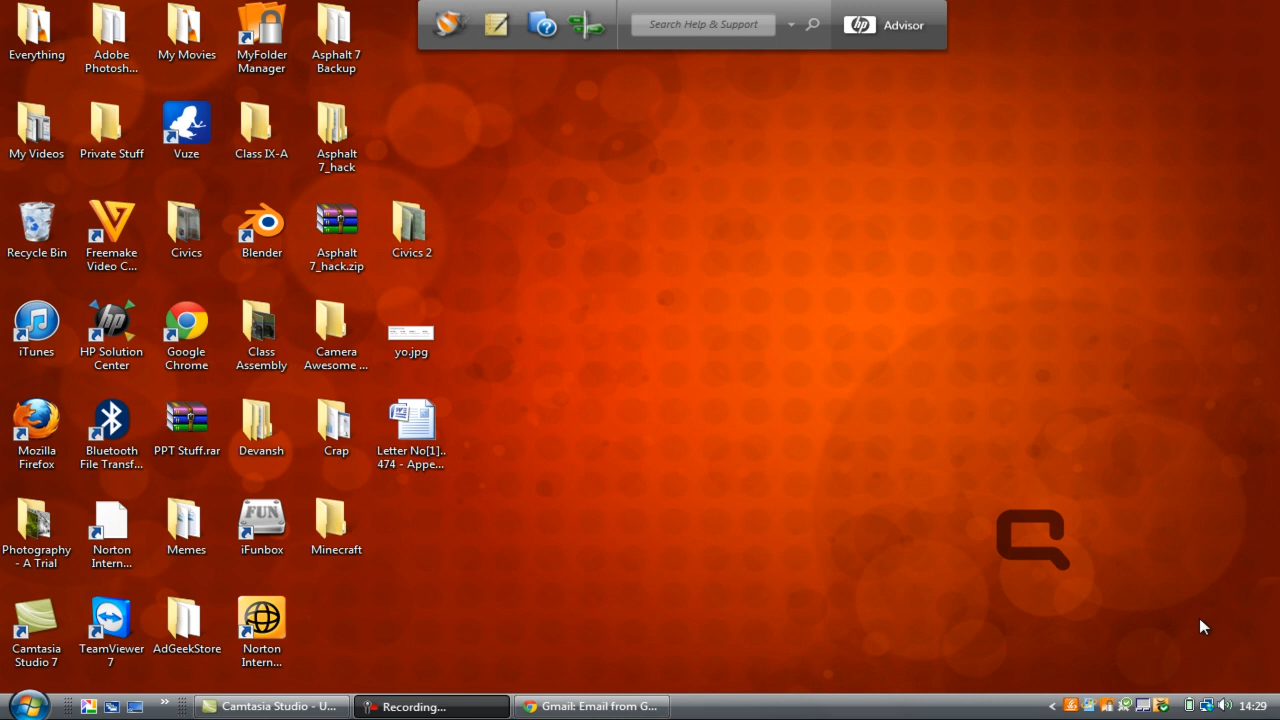 Search Help & Support
hp
Advisor
Everything
Adobe
Photosh...
My Movies
MyFolder
Manager
Asphalt 7
Backup
My Videos
Private Stuff
Vuze
Class IX-A
Asphalt
7_hack
Recycle Bin
Freemake
Video C...
Civics
Blender
Asphalt
7_hack.zip
Civics 2
iTunes
HP Solution
Center
Google
Chrome
Class
Assembly
Camera
Awesome ...
yo.jpg
Mozilla
Firefox
Bluetooth
File Transf...
PPT Stuff.rar
Devansh
Crap
Letter No[1]..
474 - Appe...
Photography
- A Trial
Norton
Intern...
Memes
FUN
iFunbox
Minecraft
Camtasia
Studio 7
TeamViewer
7
AdGeekStore
Norton
Intern...
Camtasia Studio - U...
Recording...
Gmail: Email from G...
14:29